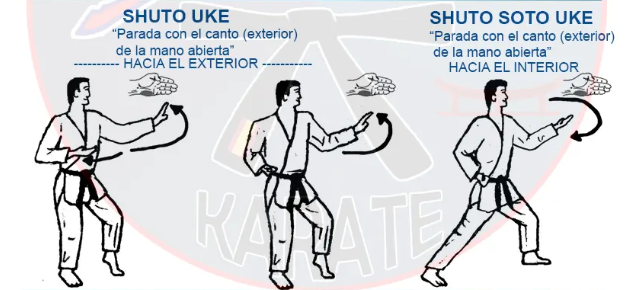 SHUTO UKE
“Parada con el canto (exterior)
de la mano abierta”
---------- HACIA EL EXTERIOR -----------
SHUTO SOTO UKE
“Parada con el canto (exterior)
de la mano abierta”
HACIA EL INTERIOR
KARATE